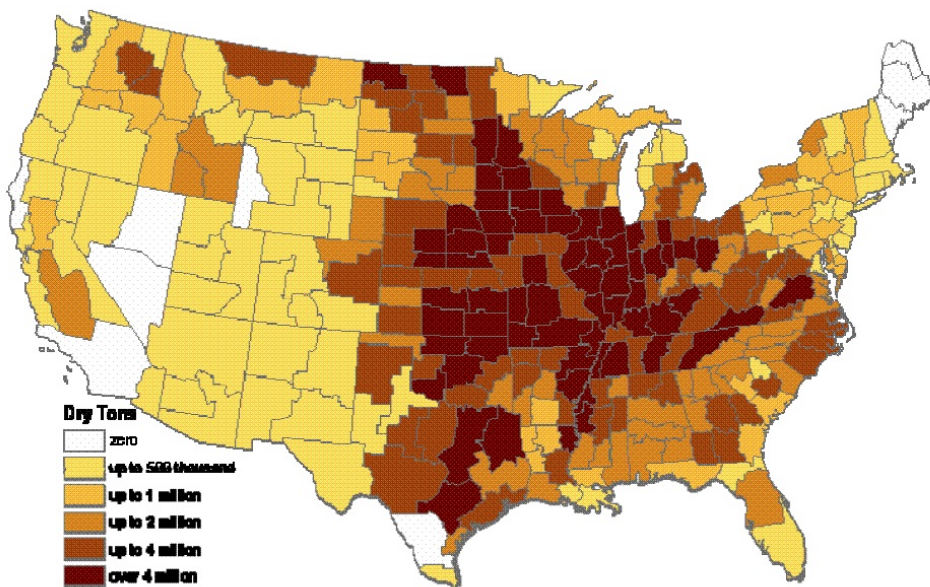 Dry Tons
zero
up to 500 thousand
up to 1 million
up to 2 million
up to 4 million
over 4 million